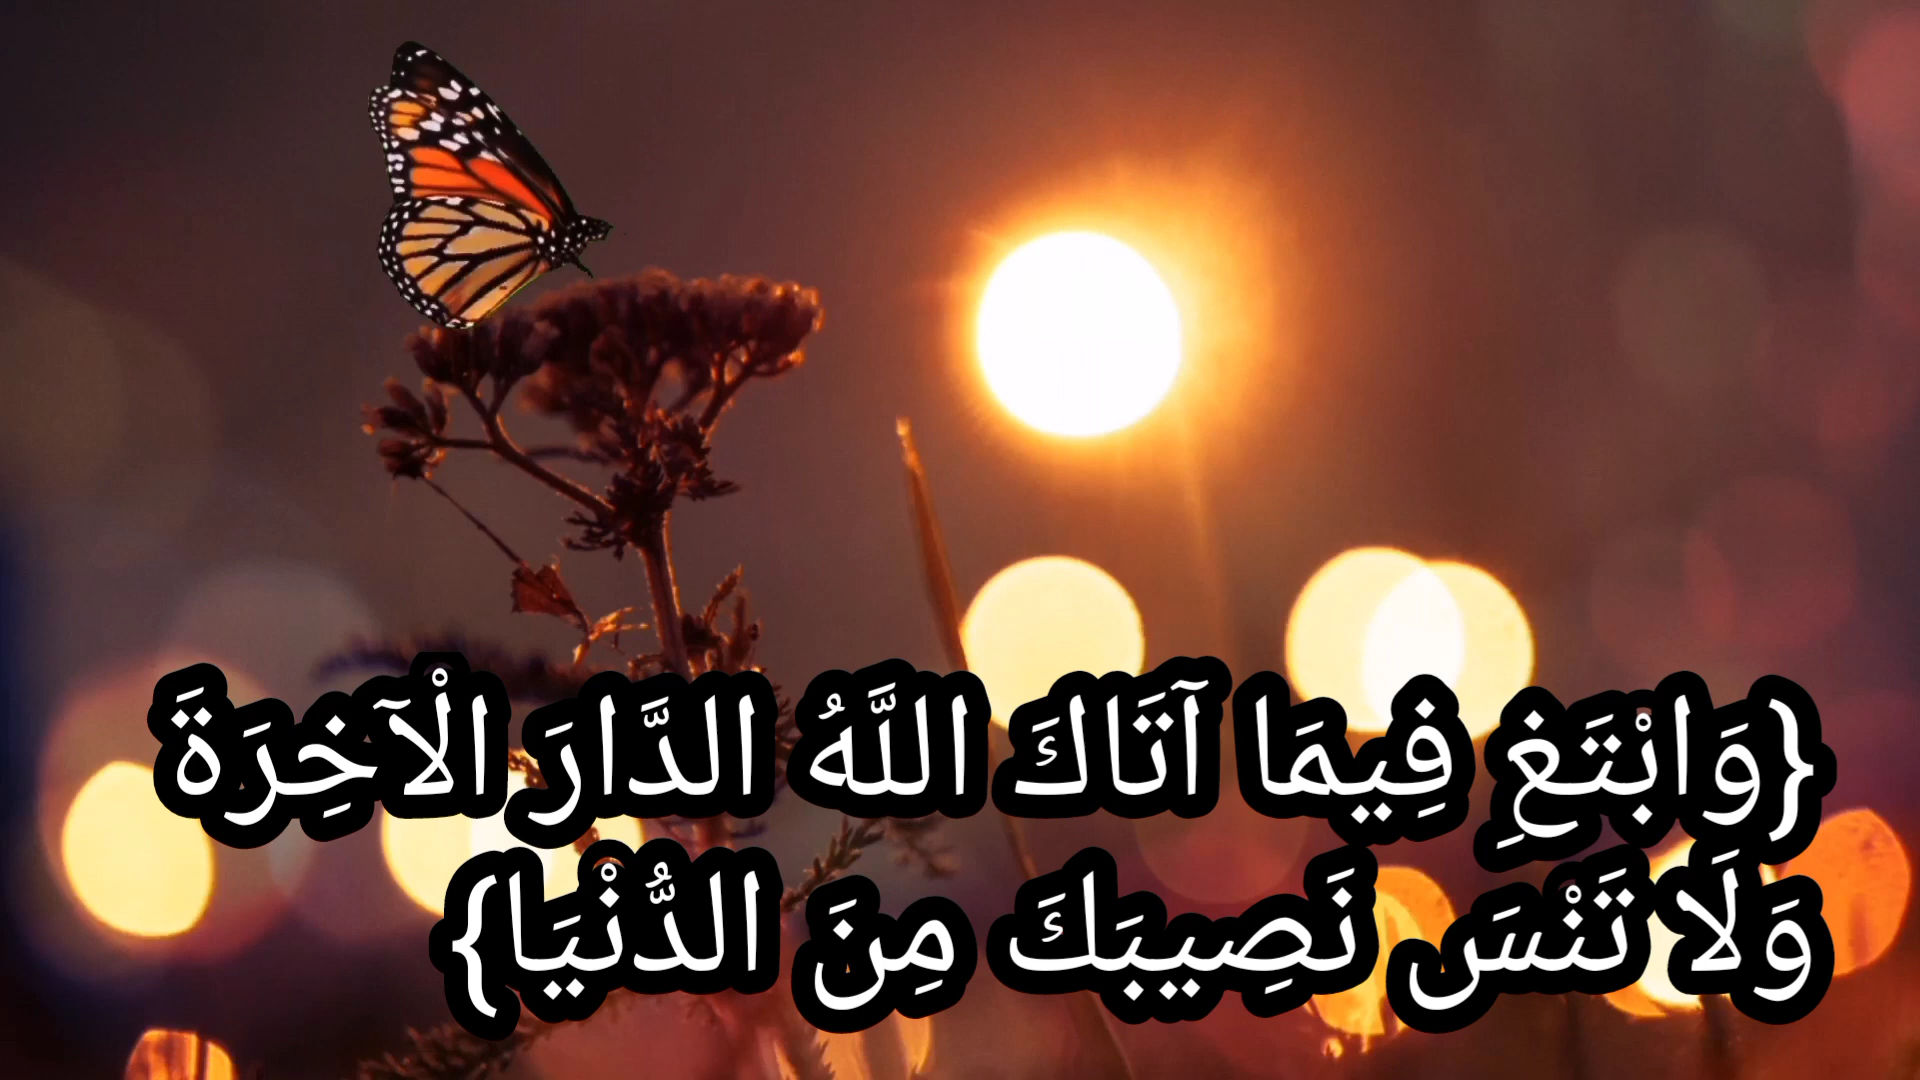 {وَابْتَغِ فِيمَا آتَاكَ اللَّهُ الدَّارَ الْآخِرَةَ
وَلَا تَنْسَ نَصِيبَكَ مِنَ الدُّنْيَا}